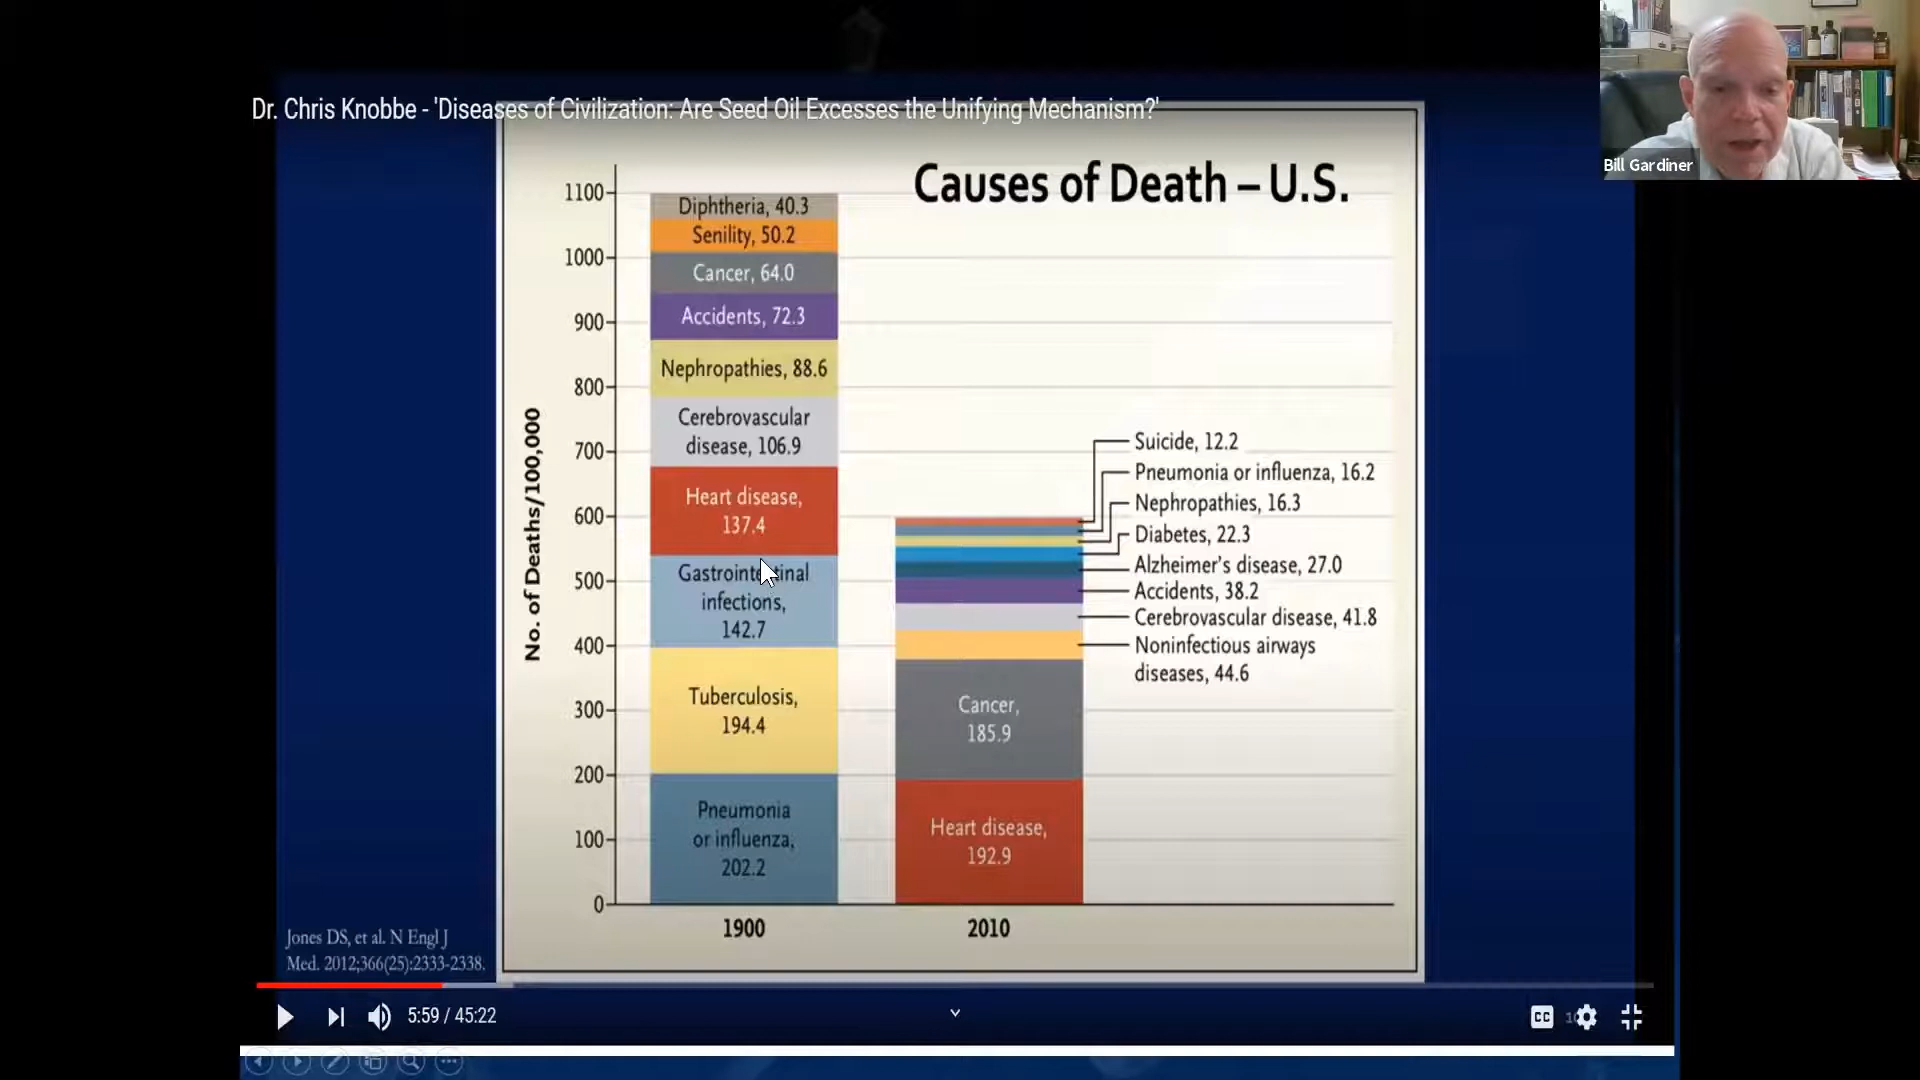 Dr. Chris Knobbe - 'Diseases of Civilization: Are Seed Oil Excesses the Unifying Mechanism?'
Bill Gardiner
Causes of Death – U.S.
No. of Deaths/100,000
1100
1000
900
800
700
600
500
400
300
200
100
0
Diphtheria, 40.3
Senility, 50.2
Cancer, 64.0
Accidents, 72.3
Nephropathies, 88.6
Cerebrovascular
disease, 106.9
Heart disease,
137.4
Gastrointestinal
infections,
142.7
Tuberculosis,
194.4
Pneumonia
or influenza,
202.2
1900
Suicide, 12.2
Pneumonia or influenza, 16.2
Nephropathies, 16.3
Diabetes, 22.3
Alzheimer's disease, 27.0
Accidents, 38.2
Cerebrovascular disease, 41.8
Noninfectious airways
diseases, 44.6
Cancer,
185.9
Heart disease,
192.9
2010
Jones DS, et al. N Engl J
Med. 2012;366(25):2333-2338.
5:59 / 45:22
CC